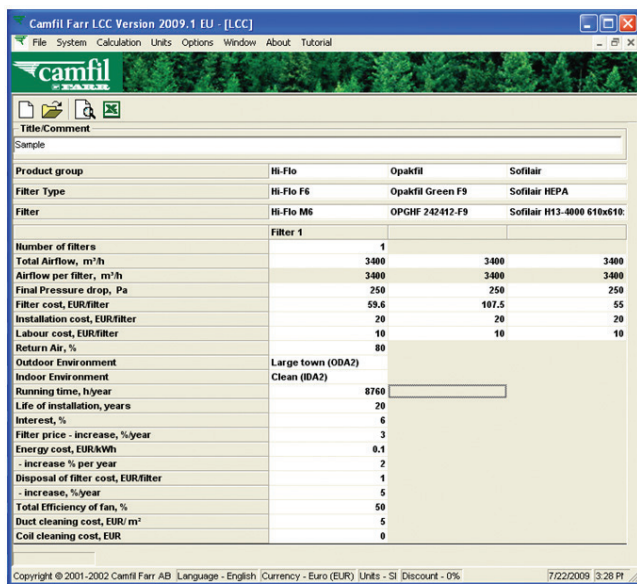 Camfil Farr LCC Version 2009.1 EU - [LCC]
File System Calculation Units Options Window About Tutorial
camfil
FARR
Title/Comment
Sample
Product group Hi-Flo Opakfil Sofilair
Filter Type Hi-Flo F6 Opakfil Green F9 Sofilair HEPA
Filter Hi-Flo M6 OPGHF 242412-F9 Sofilair H13-4000 610x610:
Filter 1
Number of filters 1
Total Airflow, m³/h 3400 3400 3400
Airflow per filter, m³/h 3400 3400 3400
Final Pressure drop, Pa 250 250 250
Filter cost, EUR/filter 59.6 107.5 55
Installation cost, EUR/filter 20 20 20
Labour cost, EUR/filter 10 10 10
Return Air, % 80
Outdoor Environment Large town (ODA2)
Indoor Environment Clean (IDA2)
Running time, h/year 8760
Life of installation, years 20
Interest, % 6
Filter price - increase, %/year 3
Energy cost, EUR/kWh 0.1
- increase % per year 2
Disposal of filter cost, EUR/filter 1
- increase, %/year 5
Total Efficiency of fan, % 50
Duct cleaning cost, EUR/ m² 5
Coil cleaning cost, EUR 0
Copyright © 2001-2002 Camfil Farr AB Language - English Currency - Euro (EUR) Units - SI Discount - 0% 7/22/2009 3:28 PM